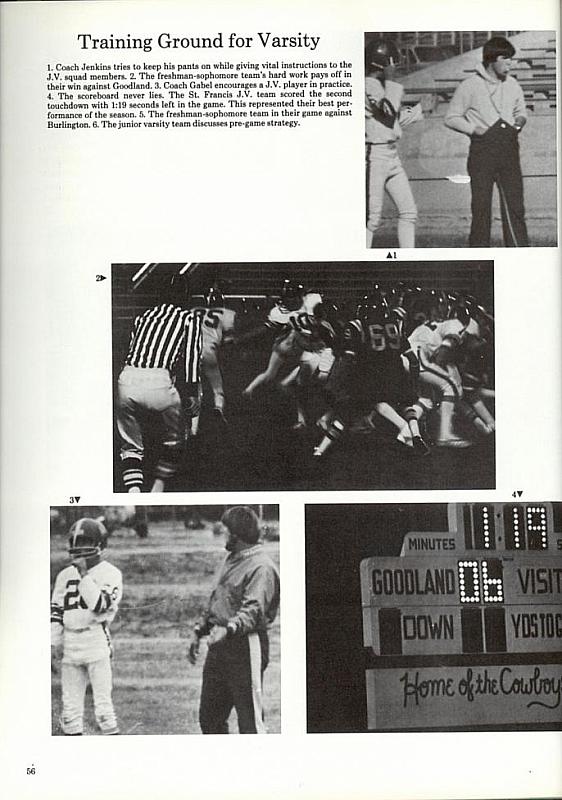 Training Ground for Varsity
1. Coach Jenkins tries to keep his pants on while giving vital instructions to the
J.V. squad members. 2. The freshman-sophomore team's hard work pays off in
their win against Goodland. 3. Coach Gabel encourages a J.V. player in practice.
4. The scoreboard never lies. The St. Francis J.V. team scored the second
touchdown with 1:19 seconds left in the game. This represented their best per-
formance of the season. 5. The freshman-sophomore team in their game against
Burlington. 6. The junior varsity team discusses pre-game strategy.
▲1
2▶
69
3▼
4▼
1:19
MINUTES S
GOODLAND 06 VISIT
DOWN YDS TOG
Home of the Cowboy
56